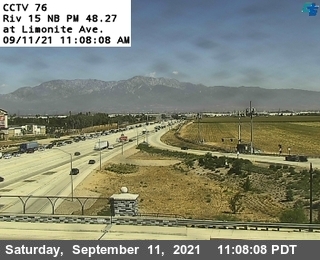 CCTV 76
Riv 15 NB PM 48.27
at Limonite Ave.
09/11/21 11:08:08 AM
Saturday, September 11, 2021 11:08:08 PDT